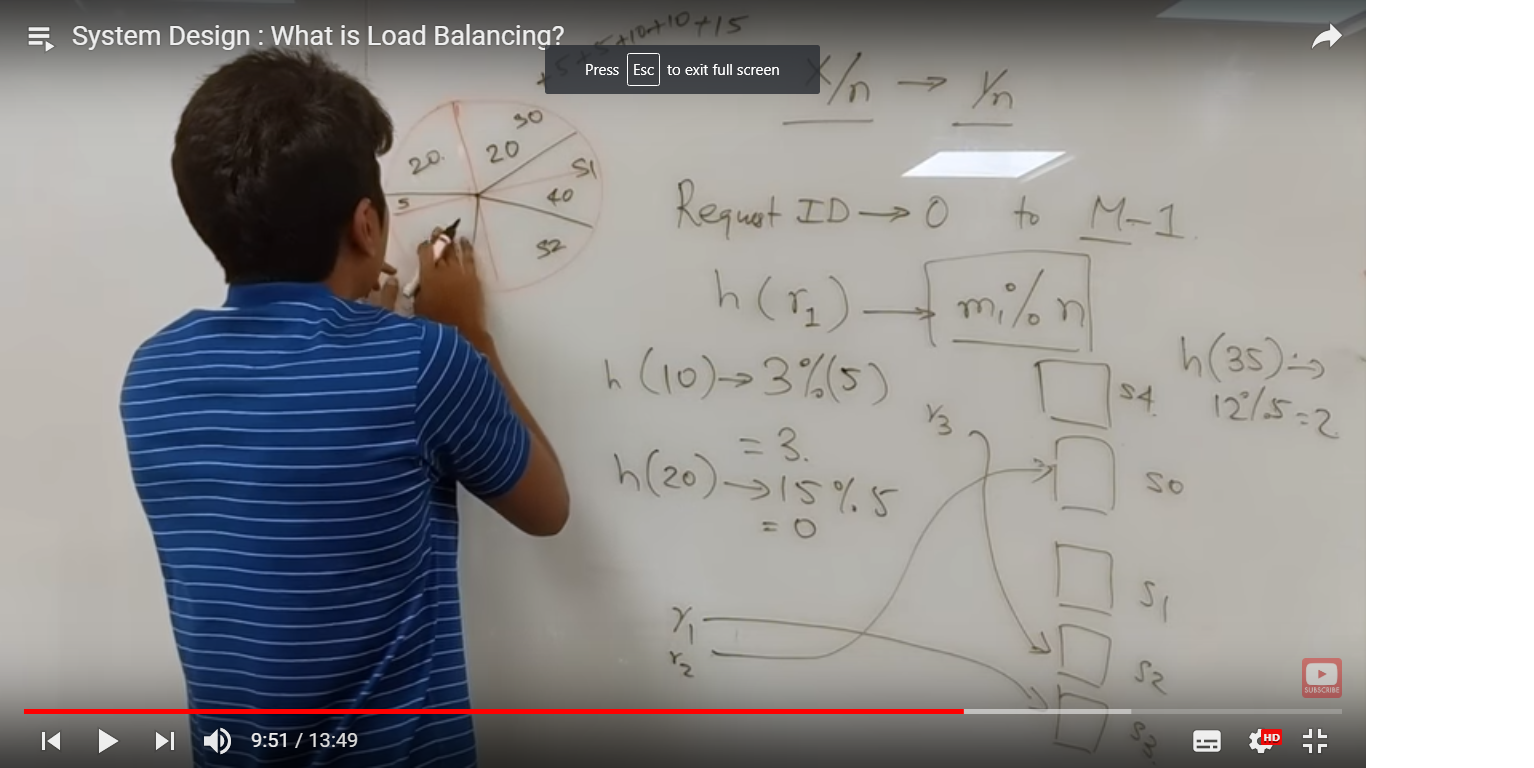 System Design : What is Load Balancing?
+5+5+10+10+15
Press Esc to exit full screen
X/n → 1/n
S0
20
20.
S1
40
5
S2
Request ID → 0 to M-1
h(r1) → m1 % n
h(10) → 3%(5)
= 3.
h(20) → 15 % 5
= 0
h(35) →
12%5=2
S4
r3
S0
S1
r1
r2
S2
S3
SUBSCRIBE
9:51 / 13:49
HD